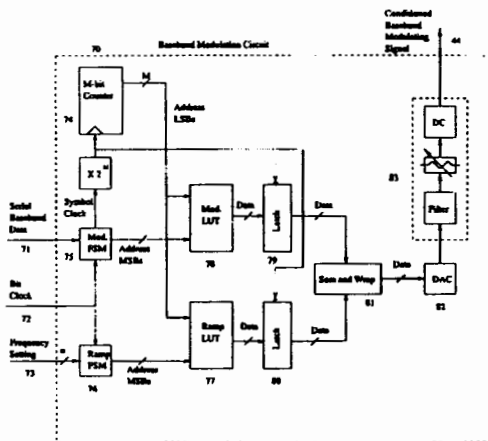 Conditioned
Baseband
Modulating
Signal
44
70
Baseband Modulation Circuit
M-bit
Counter
M
Address
LSBs
74
X 2^M
DC
83
Filter
Symbol
Clock
Serial
Baseband
Data
71
Mod.
FSM
75
Address
MSBs
Mod.
LUT
78
Data
Latch
79
Data
Bit
Clock
72
Sum and Wrap
81
Data
DAC
82
Frequency
Setting
73
Ramp
FSM
76
Address
MSBs
Ramp
LUT
77
Data
Latch
80
Data